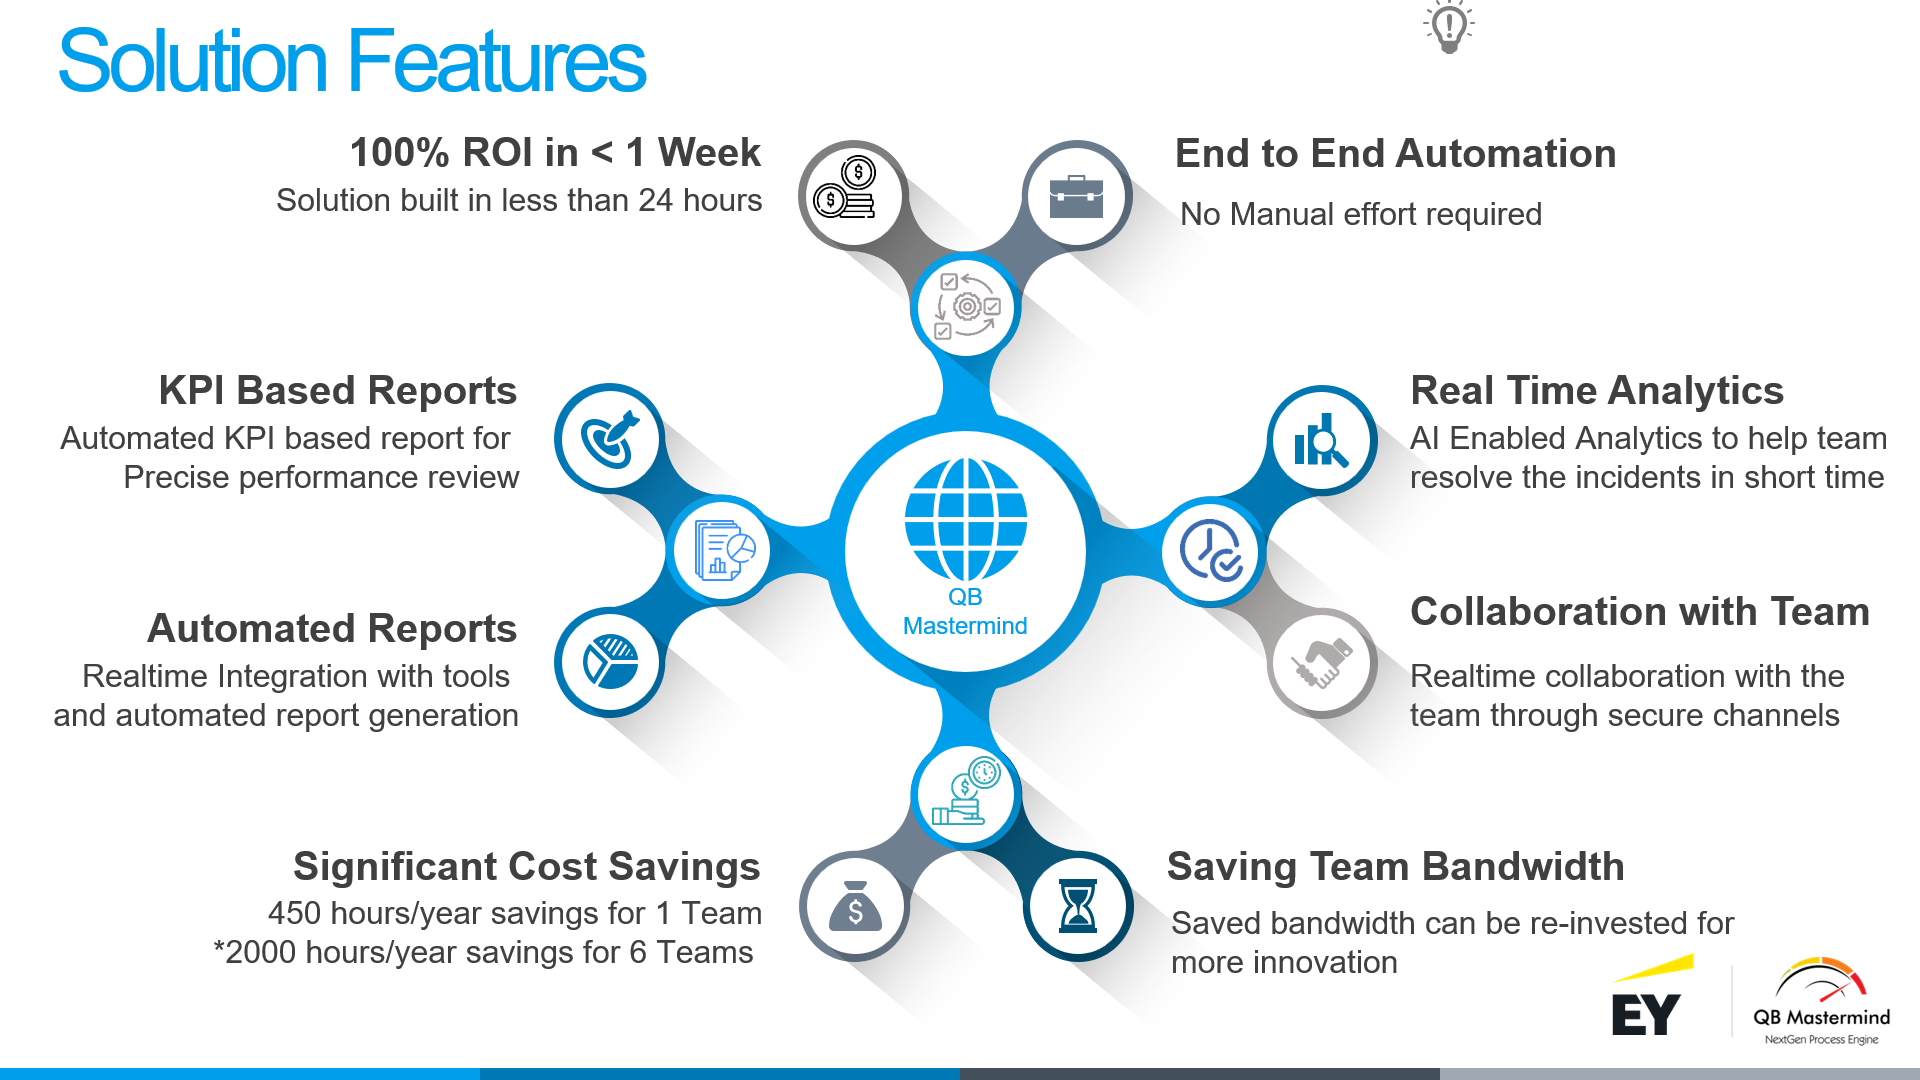 Solution Features
100% ROI in < 1 Week
Solution built in less than 24 hours
End to End Automation
No Manual effort required
KPI Based Reports
Automated KPI based report for
Precise performance review
Real Time Analytics
AI Enabled Analytics to help team
resolve the incidents in short time
QB
Mastermind
Automated Reports
Realtime Integration with tools
and automated report generation
Collaboration with Team
Realtime collaboration with the
team through secure channels
Significant Cost Savings
450 hours/year savings for 1 Team
*2000 hours/year savings for 6 Teams
Saving Team Bandwidth
Saved bandwidth can be re-invested for
more innovation
EY
QB Mastermind
NextGen Process Engine